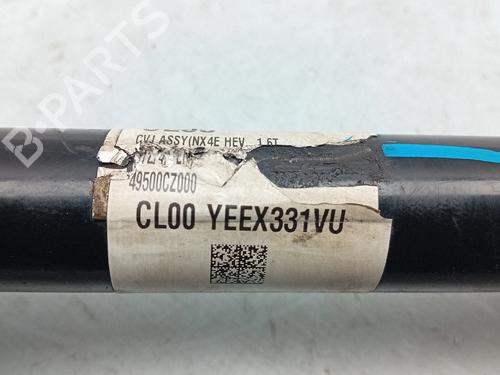 CVJ ASSY(NX4E HEV 1.6T
49500CZ000
CL00 YEEX331VU
B-PARTS